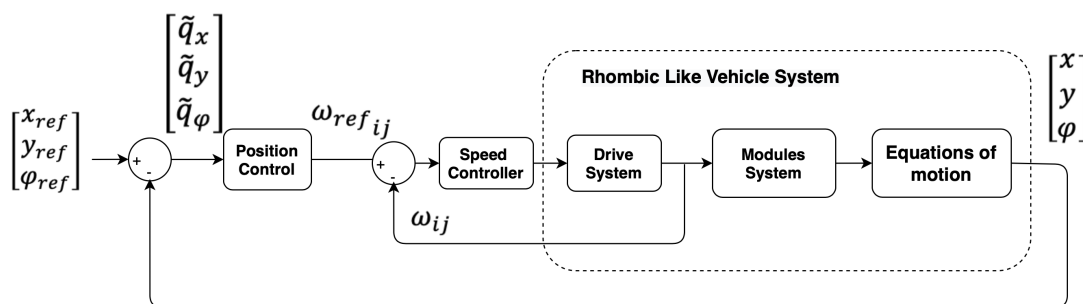 q̃x
q̃y
q̃φ
Rhombic Like Vehicle System
x
y
φ
xref
yref
φref
+
-
Position
Control
ωrefij
+
-
Speed
Controller
Drive
System
Modules
System
Equations of
motion
ωij